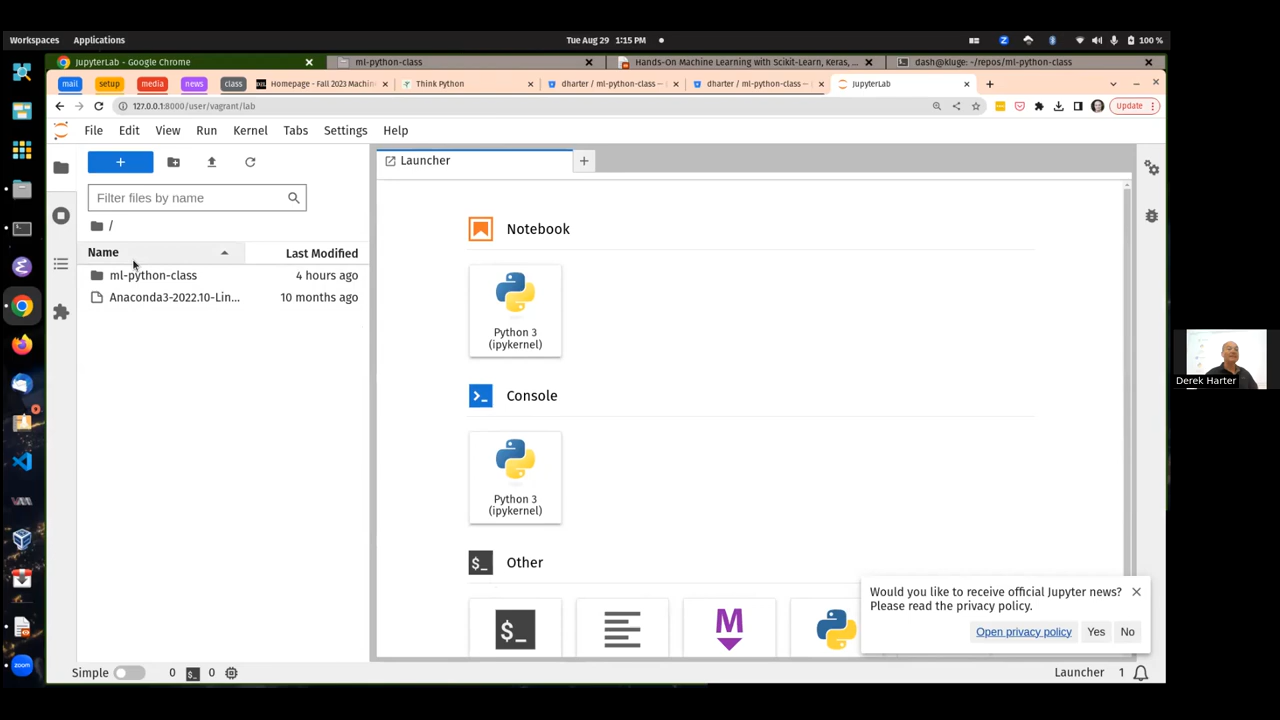 Workspaces Applications Tue Aug 29 1:15 PM 100 %
JupyterLab - Google Chrome ml-python-class Hands-On Machine Learning with Scikit-Learn, Keras, ... dash@kluge: ~/repos/ml-python-class
mail setup media news class Homepage - Fall 2023 Machin Think Python dharter / ml-python-class — dharter / ml-python-class — JupyterLab
127.0.0.1:8000/user/vagrant/lab Update
File Edit View Run Kernel Tabs Settings Help
Launcher
Filter files by name
/
Name Last Modified
ml-python-class 4 hours ago
Anaconda3-2022.10-Lin... 10 months ago
Notebook
Python 3
(ipykernel)
Console
Python 3
(ipykernel)
$_ Other
$_ M
Would you like to receive official Jupyter news?
Please read the privacy policy.
Open privacy policy Yes No
Simple 0 $_ 0 Launcher 1
Derek Harter
zoom